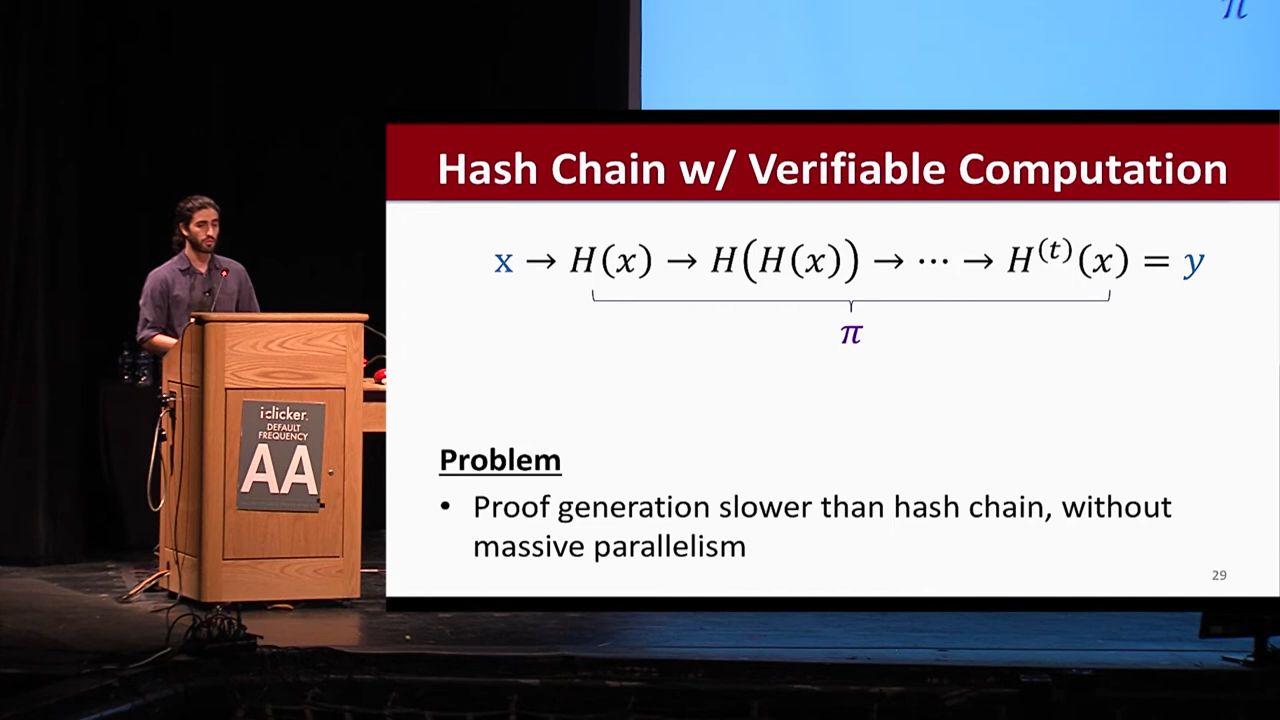 π
Hash Chain w/ Verifiable Computation
x → H(x) → H(H(x)) → ⋯ → H⁽ᵗ⁾(x) = y
π
Problem
• Proof generation slower than hash chain, without
massive parallelism
29
iclicker.
DEFAULT
FREQUENCY
AA